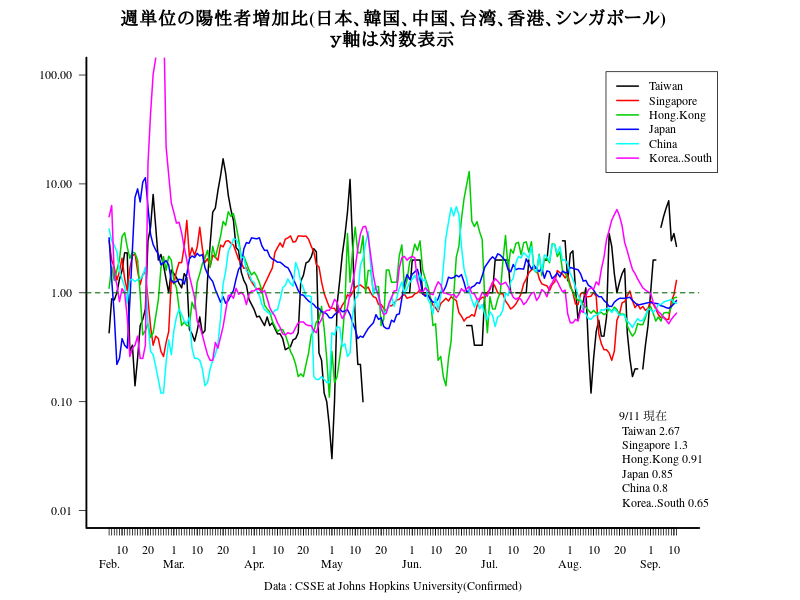 週単位の陽性者増加比(日本、韓国、中国、台湾、香港、シンガポール)
y軸は対数表示
100.00
10.00
1.00
0.10
0.01
Taiwan
Singapore
Hong.Kong
Japan
China
Korea..South
9/11 現在
Taiwan 2.67
Singapore 1.3
Hong.Kong 0.91
Japan 0.85
China 0.8
Korea..South 0.65
10 20 1 10 20 1 10 20 1 10 20 1 10 20 1 10 20 1 10 20 1 10
Feb. Mar. Apr. May Jun. Jul. Aug. Sep.
Data : CSSE at Johns Hopkins University(Confirmed)